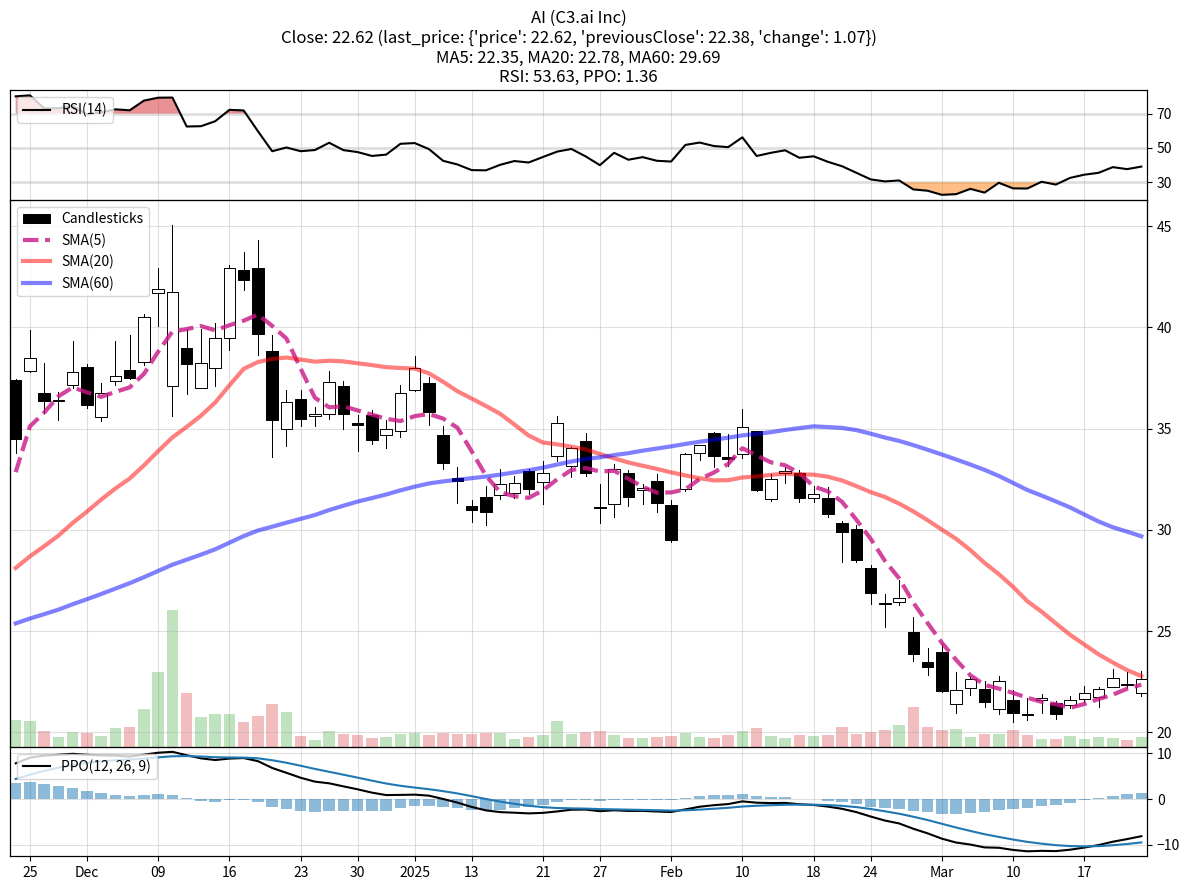 AI (C3.ai Inc)
Close: 22.62 (last_price: {'price': 22.62, 'previousClose': 22.38, 'change': 1.07})
MA5: 22.35, MA20: 22.78, MA60: 29.69
RSI: 53.63, PPO: 1.36
RSI(14)
70
50
30
Candlesticks
SMA(5)
SMA(20)
SMA(60)
45
40
35
30
25
20
PPO(12, 26, 9)
10
0
−10
25 Dec 09 16 23 30 2025 13 21 27 Feb 10 18 24 Mar 10 17